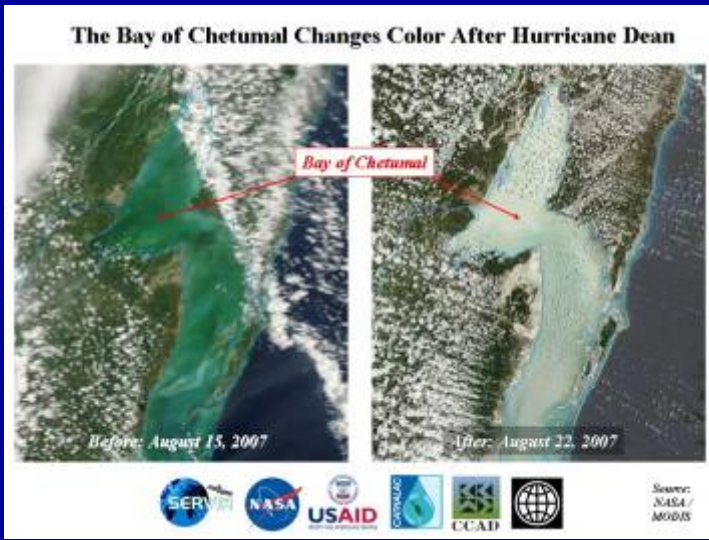 The Bay of Chetumal Changes Color After Hurricane Dean
Bay of Chetumal
Before: August 15, 2007
After: August 22, 2007
SERVIR
NASA
USAID
CATHALAC
CCAD
Source:
NASA /
MODIS